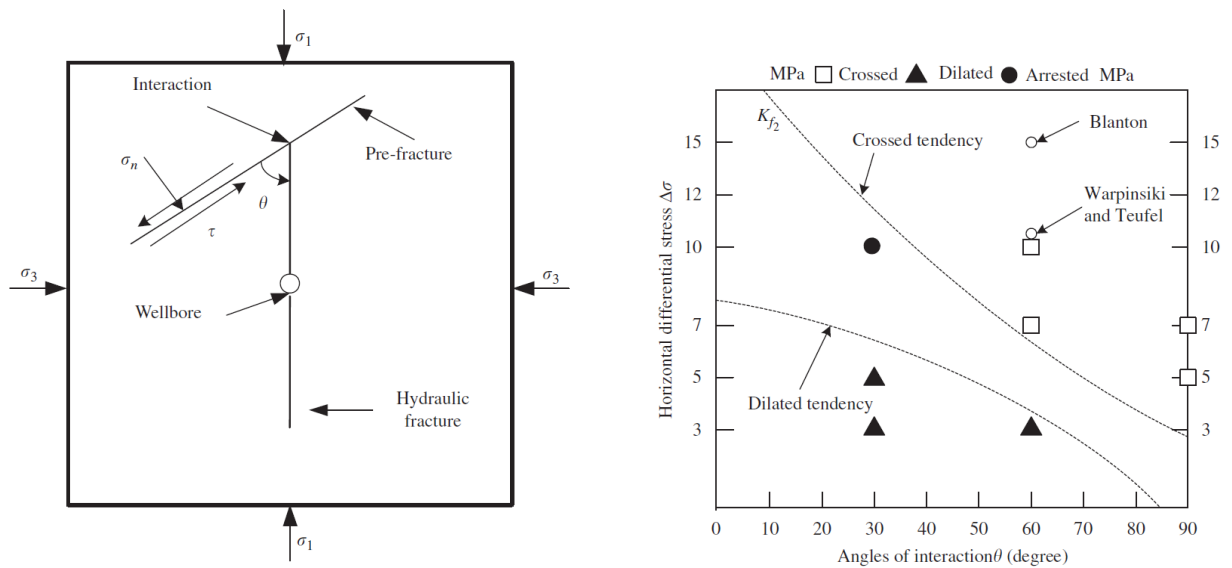 σ1
Interaction
Pre-fracture
σn
θ
τ
σ3
σ3
Wellbore
Hydraulic
fracture
σ1
MPa Crossed Dilated Arrested MPa
Kf2
Crossed tendency
Blanton
Warpinsiki
and Teufel
Dilated tendency
Horizontal differential stress Δσ
15
12
10
7
5
3
15
12
10
7
5
3
0 10 20 30 40 50 60 70 80 90
Angles of interactionθ (degree)